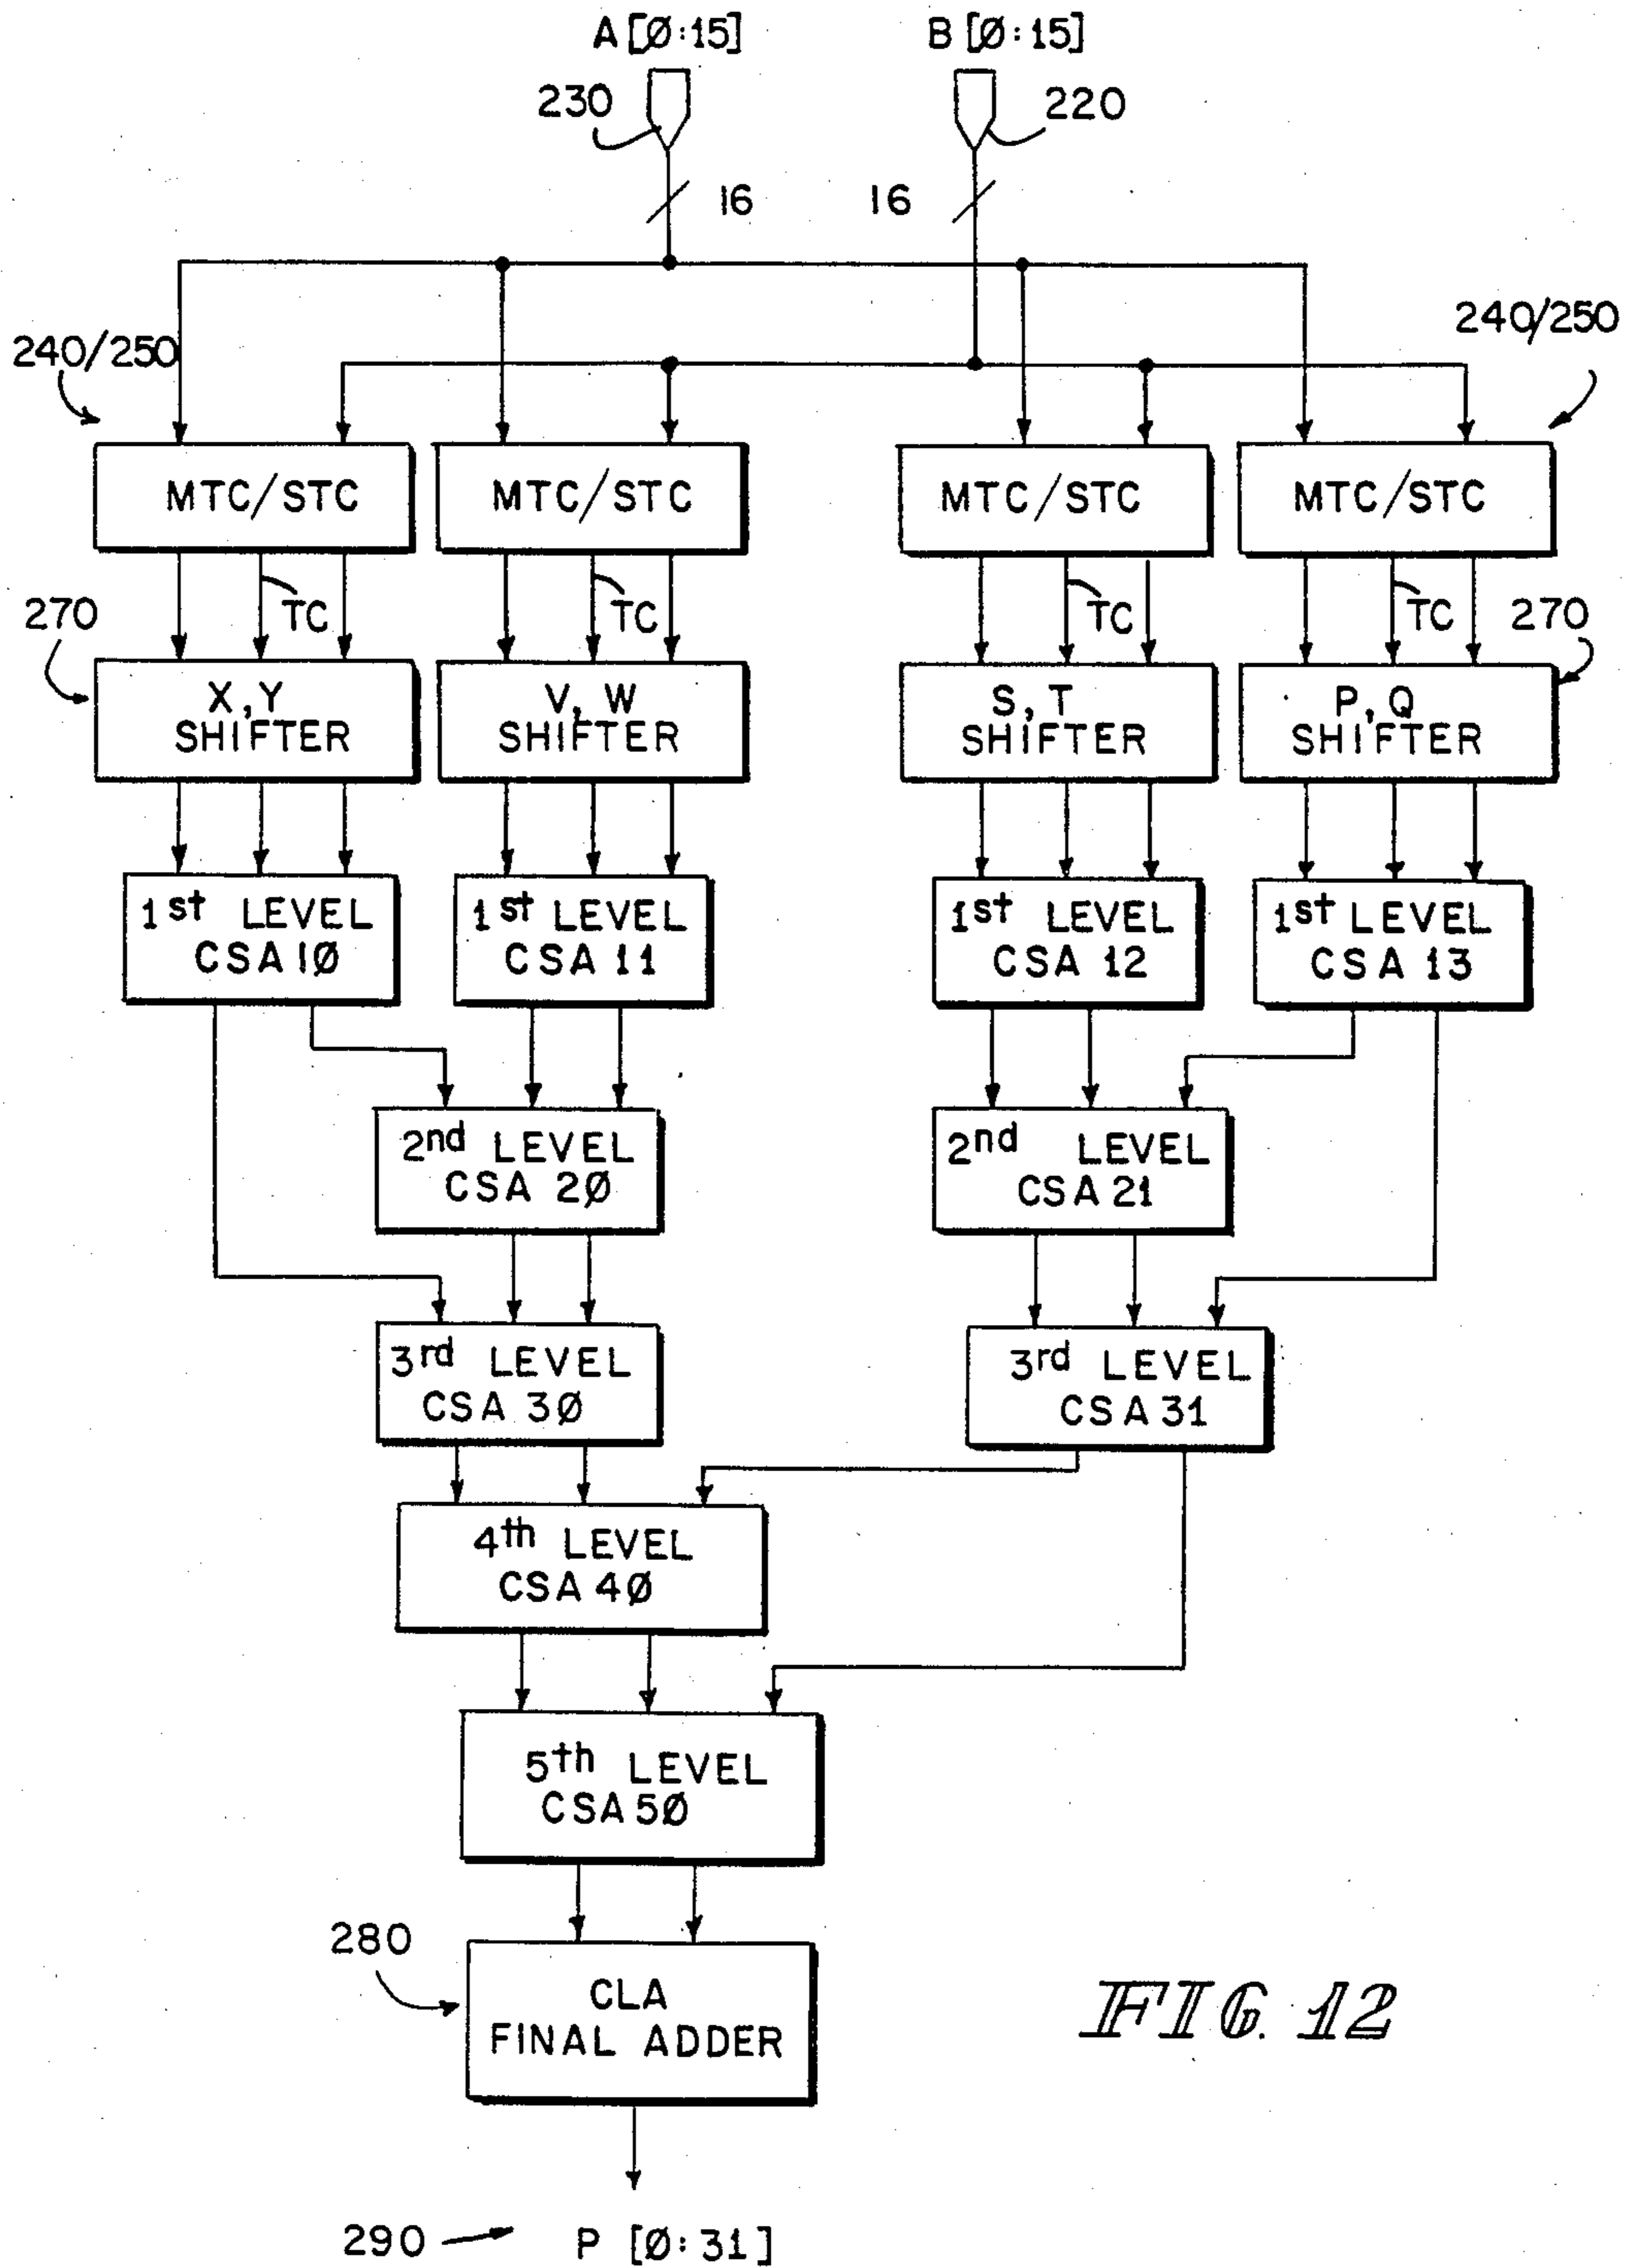 A [Ø:15]
B [Ø:15]
230
220
16
16
240/250
240/250
MTC/STC
MTC/STC
MTC/STC
MTC/STC
TC
TC
TC
TC
270
270
X,Y
SHIFTER
V, W
SHIFTER
S, T
SHIFTER
P, Q
SHIFTER
1st LEVEL
CSA 1Ø
1st LEVEL
CSA 11
1st LEVEL
CSA 12
1st LEVEL
CSA 13
2nd LEVEL
CSA 2Ø
2nd LEVEL
CSA 21
3rd LEVEL
CSA 3Ø
3rd LEVEL
CSA 31
4th LEVEL
CSA 4Ø
5th LEVEL
CSA 5Ø
280
CLA
FINAL ADDER
FIG. 12
290
P [Ø:31]